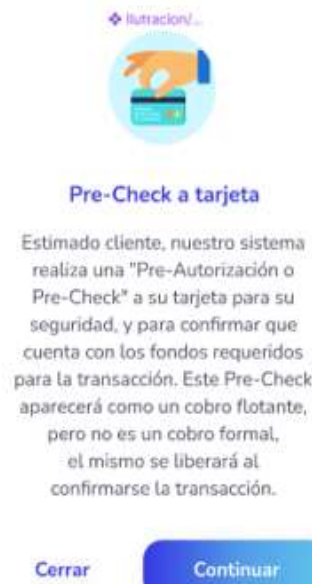 Ilutracion/...
Pre-Check a tarjeta
Estimado cliente, nuestro sistema
realiza una "Pre-Autorización o
Pre-Check" a su tarjeta para su
seguridad, y para confirmar que
cuenta con los fondos requeridos
para la transacción. Este Pre-Check
aparecerá como un cobro flotante,
pero no es un cobro formal,
el mismo se liberará al
confirmarse la transacción.
Cerrar Continuar